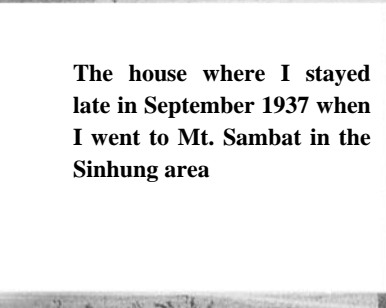 The house where I stayed
late in September 1937 when
I went to Mt. Sambat in the
Sinhung area